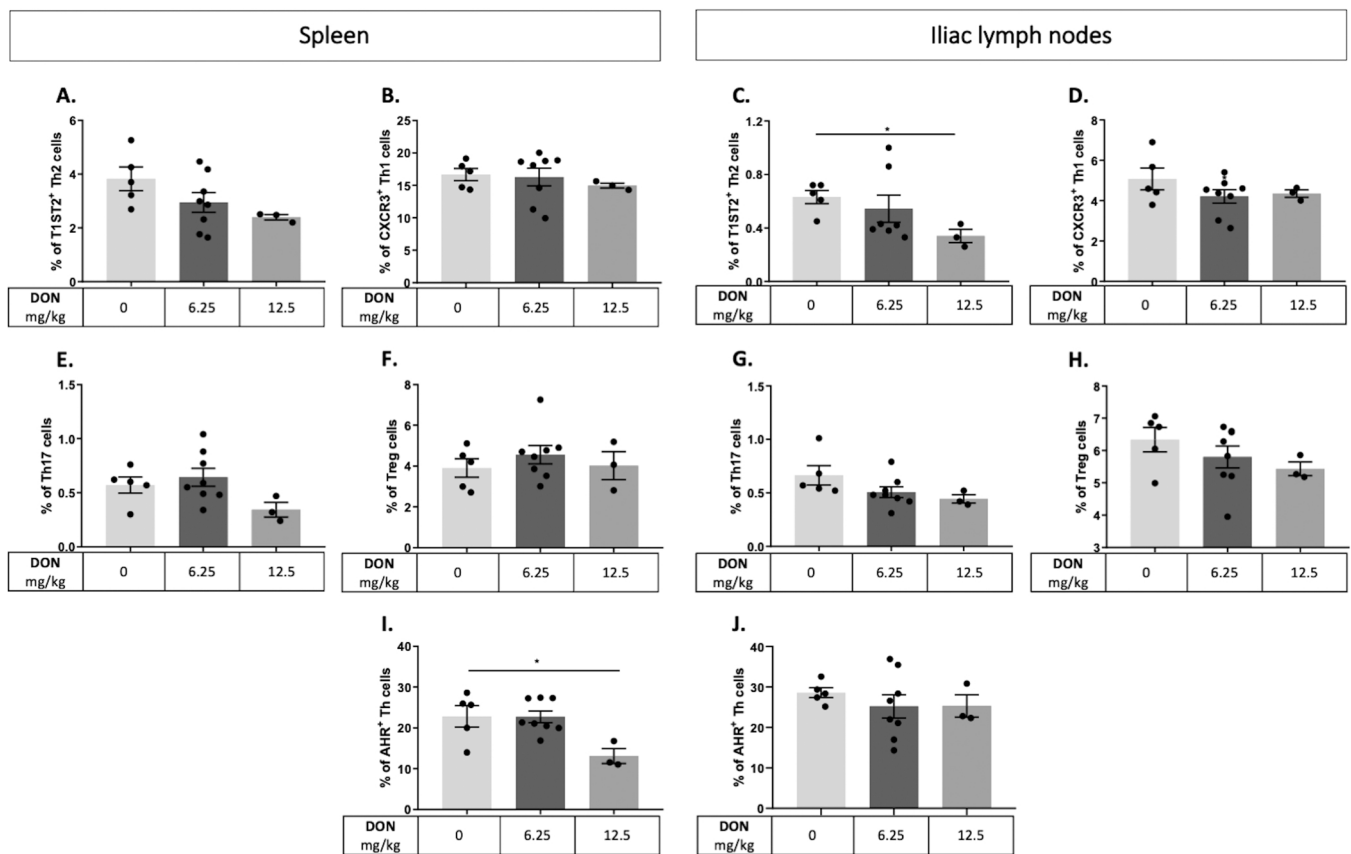 Spleen
Iliac lymph nodes
A.
% of T1ST2+ Th2 cells
6
4
2
0
DON
mg/kg
0
6.25
12.5
B.
% of CXCR3+ Th1 cells
25
20
15
10
5
0
DON
mg/kg
0
6.25
12.5
C.
% of T1ST2+ Th2 cells
1.2
0.8
0.4
0.0
*
DON
mg/kg
0
6.25
12.5
D.
% of CXCR3+ Th1 cells
8
6
4
2
0
DON
mg/kg
0
6.25
12.5
E.
% of Th17 cells
1.5
1.0
0.5
0.0
DON
mg/kg
0
6.25
12.5
F.
% of Treg cells
8
6
4
2
0
DON
mg/kg
0
6.25
12.5
G.
% of Th17 cells
1.5
1.0
0.5
0.0
DON
mg/kg
0
6.25
12.5
H.
% of Treg cells
8
7
6
5
4
3
DON
mg/kg
0
6.25
12.5
I.
% of AHR+ Th cells
40
30
20
10
0
*
DON
mg/kg
0
6.25
12.5
J.
% of AHR+ Th cells
40
30
20
10
0
DON
mg/kg
0
6.25
12.5